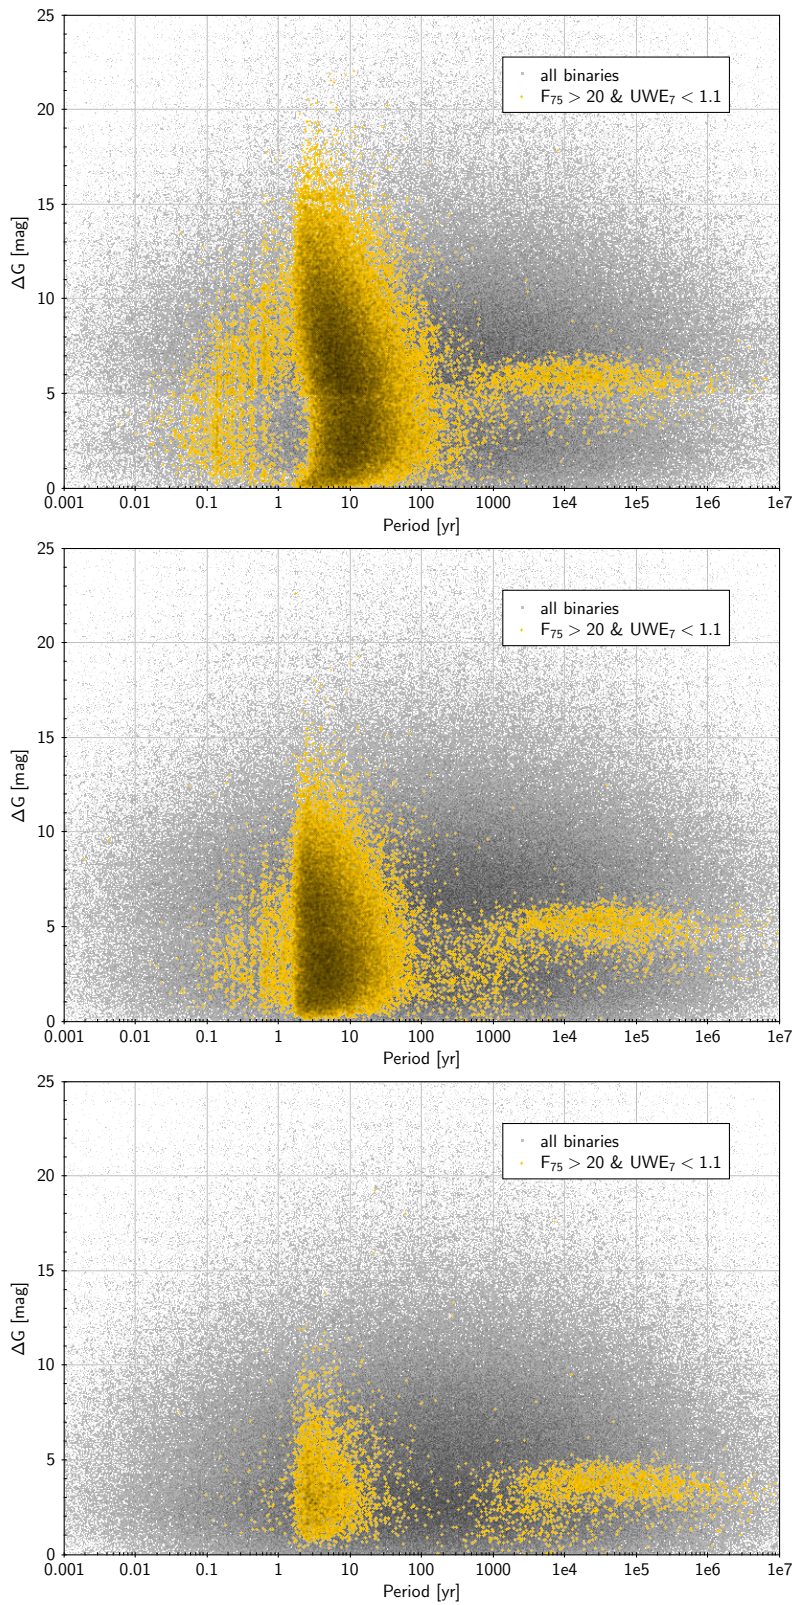 25
20
15
10
5
0
ΔG [mag]
all binaries
F₇₅ > 20 & UWE₇ < 1.1
0.001 0.01 0.1 1 10 100 1000 1e4 1e5 1e6 1e7
Period [yr]
25
20
15
10
5
0
ΔG [mag]
all binaries
F₇₅ > 20 & UWE₇ < 1.1
0.001 0.01 0.1 1 10 100 1000 1e4 1e5 1e6 1e7
Period [yr]
25
20
15
10
5
0
ΔG [mag]
all binaries
F₇₅ > 20 & UWE₇ < 1.1
0.001 0.01 0.1 1 10 100 1000 1e4 1e5 1e6 1e7
Period [yr]